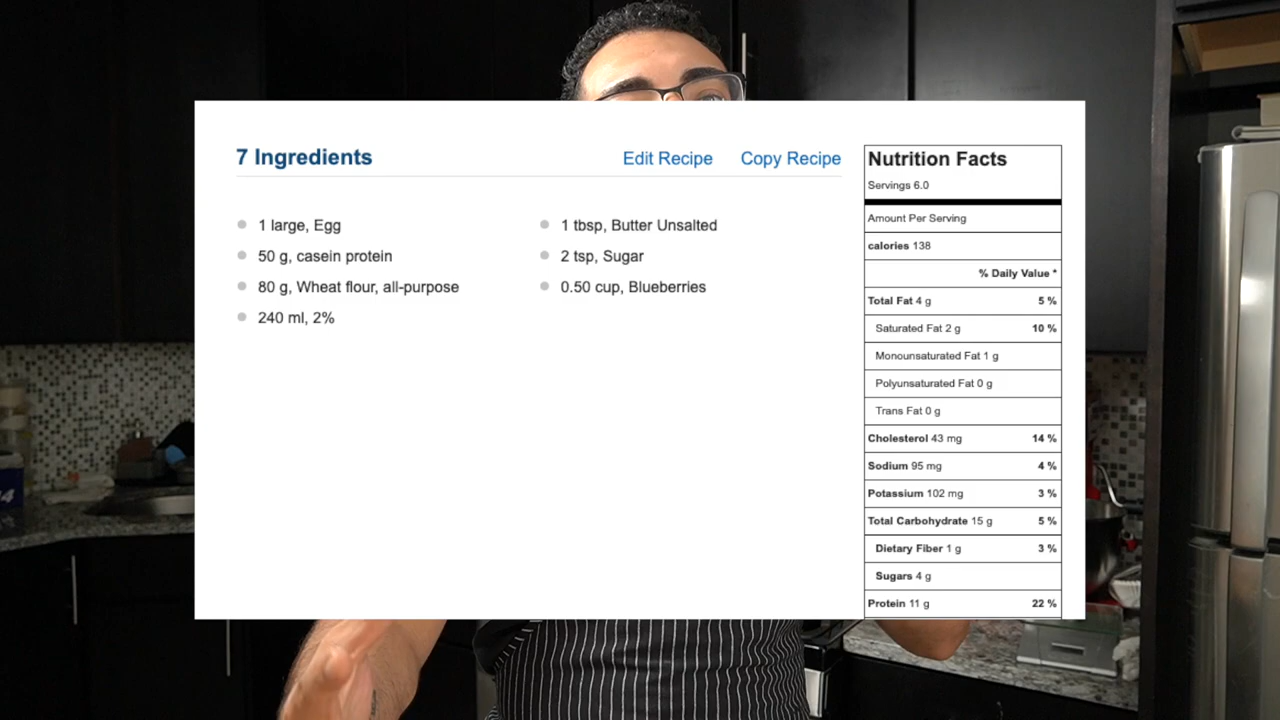 7 Ingredients
Edit Recipe
Copy Recipe
1 large, Egg
50 g, casein protein
80 g, Wheat flour, all-purpose
240 ml, 2%
1 tbsp, Butter Unsalted
2 tsp, Sugar
0.50 cup, Blueberries
Nutrition Facts
Servings 6.0
Amount Per Serving
calories 138
% Daily Value *
Total Fat 4 g 5 %
Saturated Fat 2 g 10 %
Monounsaturated Fat 1 g
Polyunsaturated Fat 0 g
Trans Fat 0 g
Cholesterol 43 mg 14 %
Sodium 95 mg 4 %
Potassium 102 mg 3 %
Total Carbohydrate 15 g 5 %
Dietary Fiber 1 g 3 %
Sugars 4 g
Protein 11 g 22 %